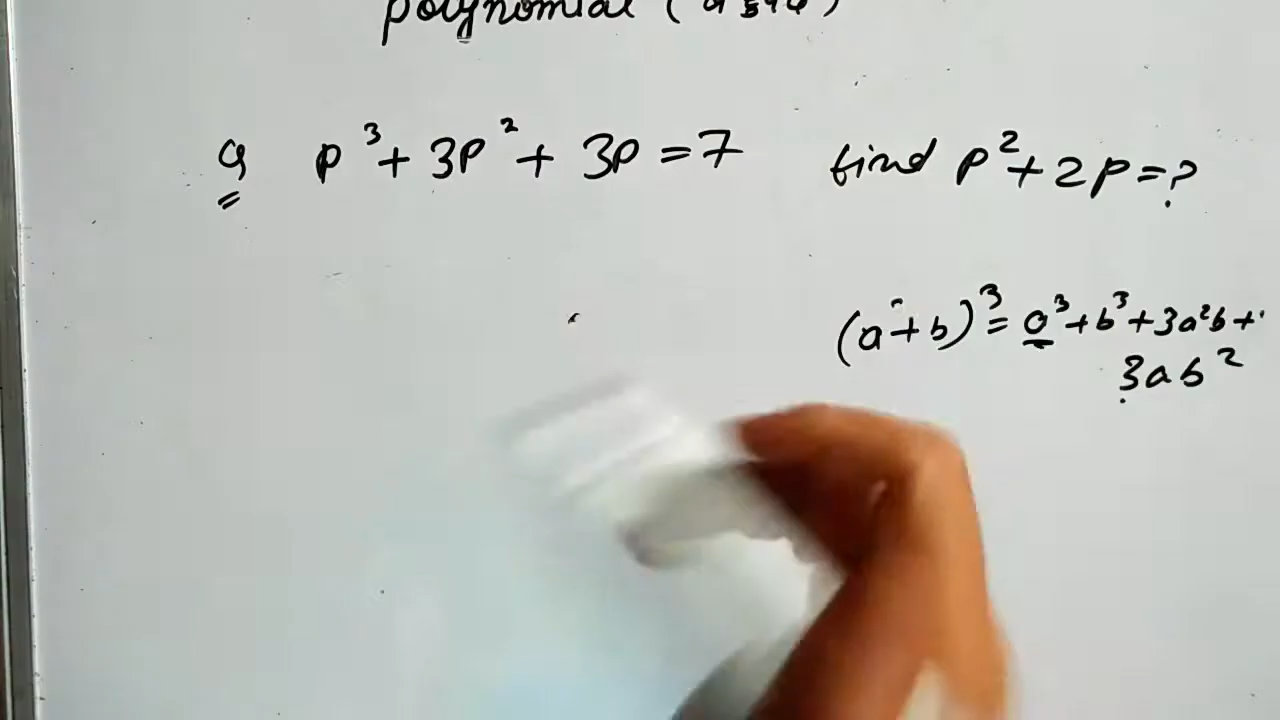 polynomial (
Q p³ + 3p² + 3p = 7 find p² + 2p = ?
(a + b)³ = a³ + b³ + 3a²b +
3ab²